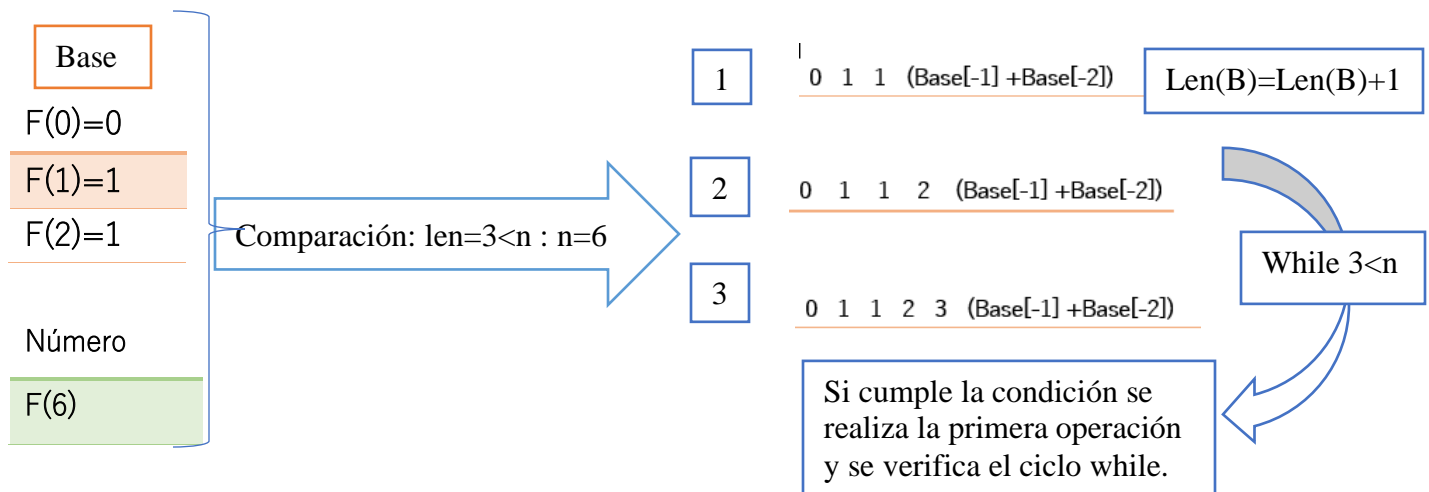 Base
F(0)=0
F(1)=1
F(2)=1
Número
F(6)
Comparación: len=3<n : n=6
1
0 1 1 (Base[-1] +Base[-2])
Len(B)=Len(B)+1
2
0 1 1 2 (Base[-1] +Base[-2])
While 3<n
3
0 1 1 2 3 (Base[-1] +Base[-2])
Si cumple la condición se
realiza la primera operación
y se verifica el ciclo while.